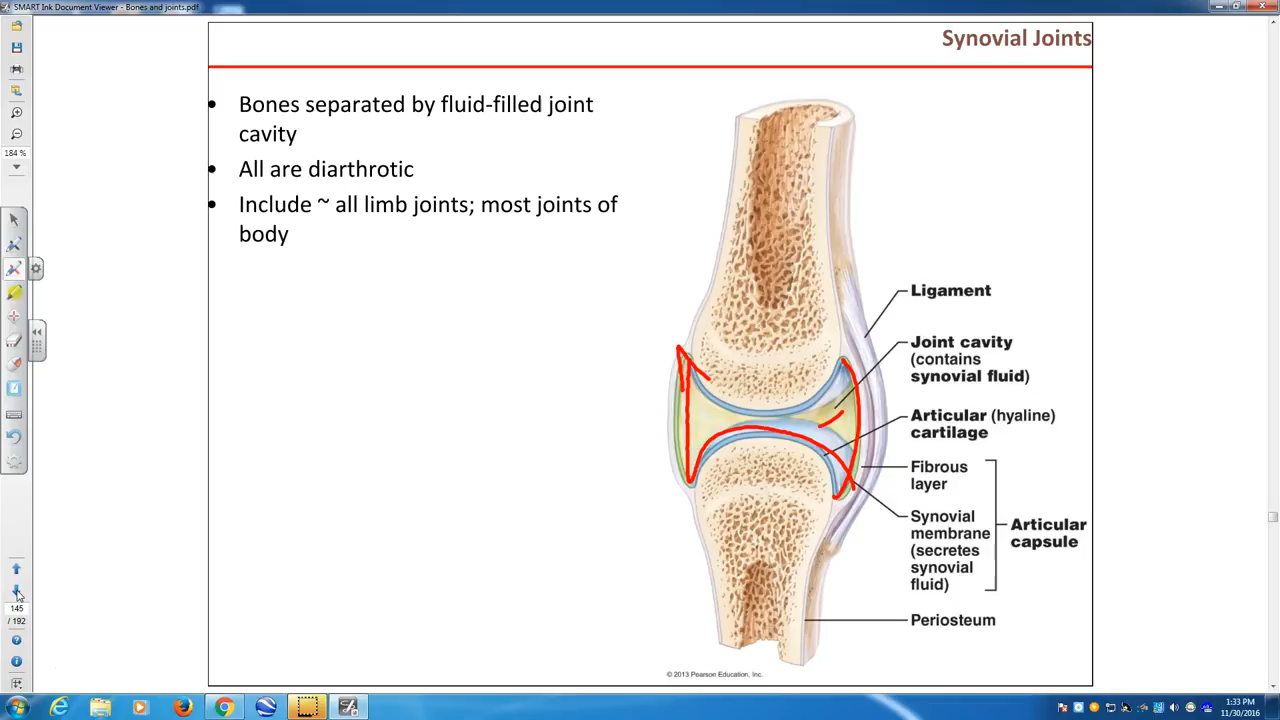 SMART Ink Document Viewer - Bones and joints.pdf
Synovial Joints
• Bones separated by fluid-filled joint
cavity
• All are diarthrotic
• Include ~ all limb joints; most joints of
body
184 %
Ligament
Joint cavity
(contains
synovial fluid)
Articular (hyaline)
cartilage
Fibrous
layer
Synovial
membrane
(secretes
synovial
fluid)
Articular
capsule
Periosteum
© 2013 Pearson Education, Inc.
145
/ 192
1:33 PM
11/30/2016